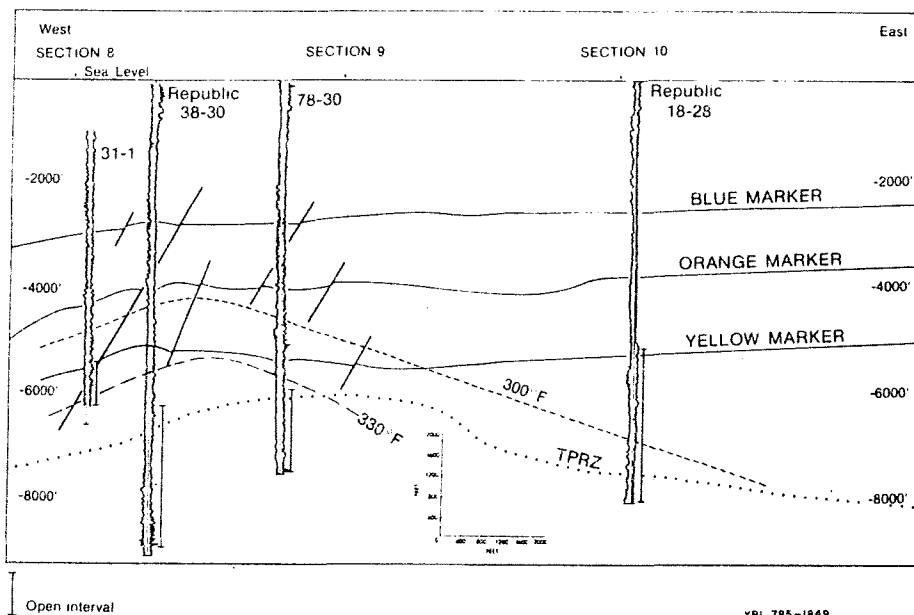 West
East
SECTION 8
SECTION 9
SECTION 10
Sea Level
Republic
38-30
78-30
Republic
18-28
31-1
-2000'
-2000'
BLUE MARKER
ORANGE MARKER
-4000'
-4000'
YELLOW MARKER
-6000'
-6000'
300°F
330°F
TPRZ
-8000'
-8000'
FEET
Open interval
XBL 785-1849